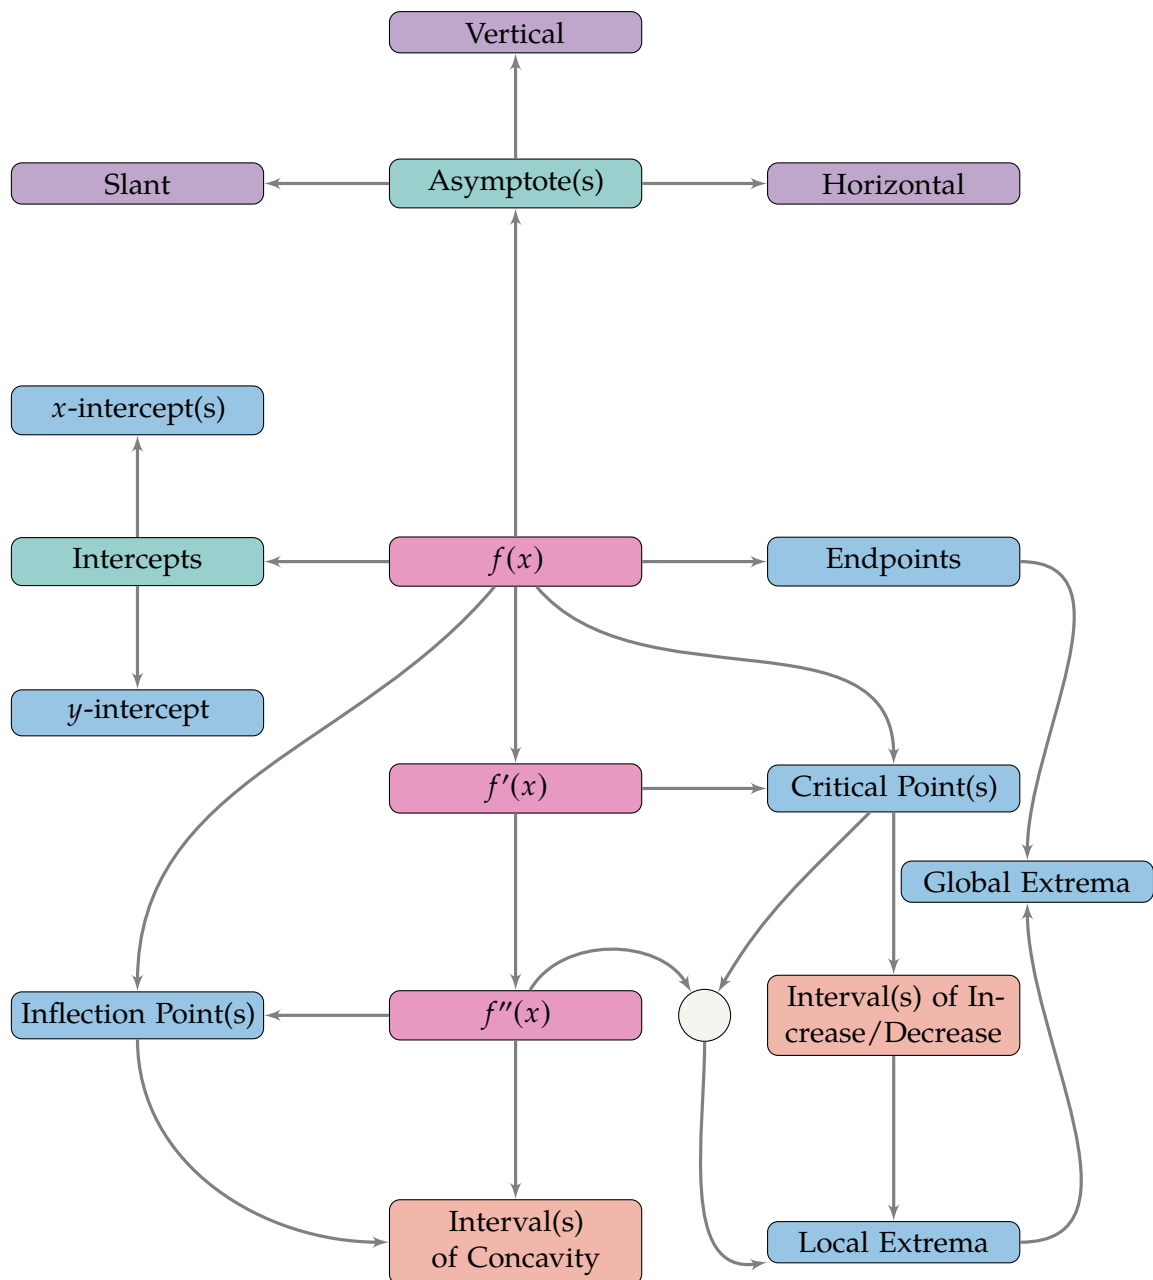 Vertical
Slant
Asymptote(s)
Horizontal
x-intercept(s)
Intercepts
f(x)
Endpoints
y-intercept
f′(x)
Critical Point(s)
Global Extrema
Inflection Point(s)
f″(x)
Interval(s) of In-
crease/Decrease
Interval(s)
of Concavity
Local Extrema